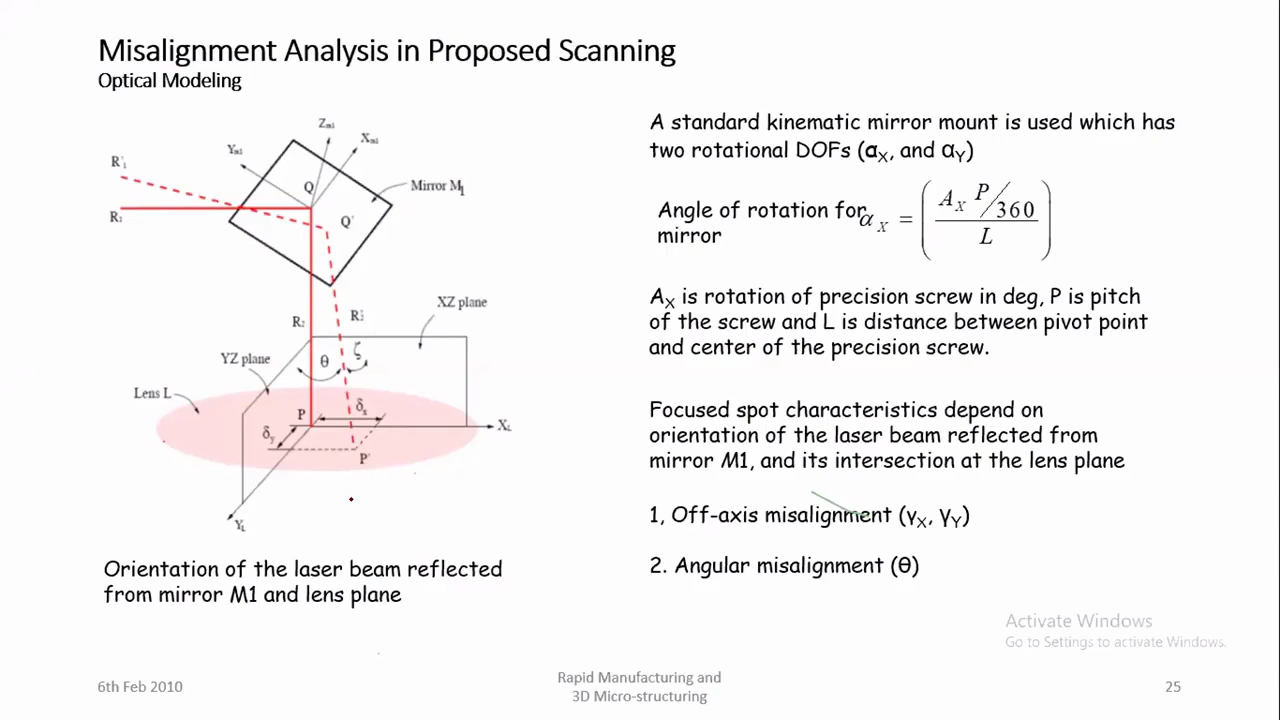 Misalignment Analysis in Proposed Scanning
Optical Modeling
Zm1
Xm1
Ym1
R'1
Q
Mirror M1
R1
Q'
XZ plane
R2
YZ plane
θ
ζ
Lens L
P
δx
XL
δy
P'
YL
Orientation of the laser beam reflected
from mirror M1 and lens plane
A standard kinematic mirror mount is used which has
two rotational DOFs (αX, and αY)
Angle of rotation for
mirror
αX = (AX P/360 / L)
AX is rotation of precision screw in deg, P is pitch
of the screw and L is distance between pivot point
and center of the precision screw.
Focused spot characteristics depend on
orientation of the laser beam reflected from
mirror M1, and its intersection at the lens plane
1, Off-axis misalignment (γX, γY)
2. Angular misalignment (θ)
Activate Windows
Go to Settings to activate Windows.
6th Feb 2010
Rapid Manufacturing and
3D Micro-structuring
25